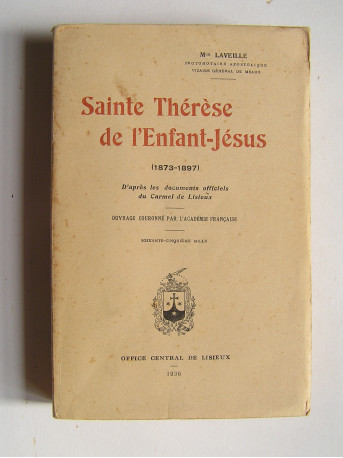 Mgr LAVEILLE
PROTONOTAIRE APOSTOLIQUE
VICAIRE GÉNÉRAL DE MEAUX
Sainte Thérèse
de l'Enfant-Jésus
(1873-1897)
D'après les documents officiels
du Carmel de Lisieux
OUVRAGE COURONNÉ PAR L'ACADÉMIE FRANÇAISE
SOIXANTE-CINQUIÈME MILLE
OFFICE CENTRAL DE LISIEUX